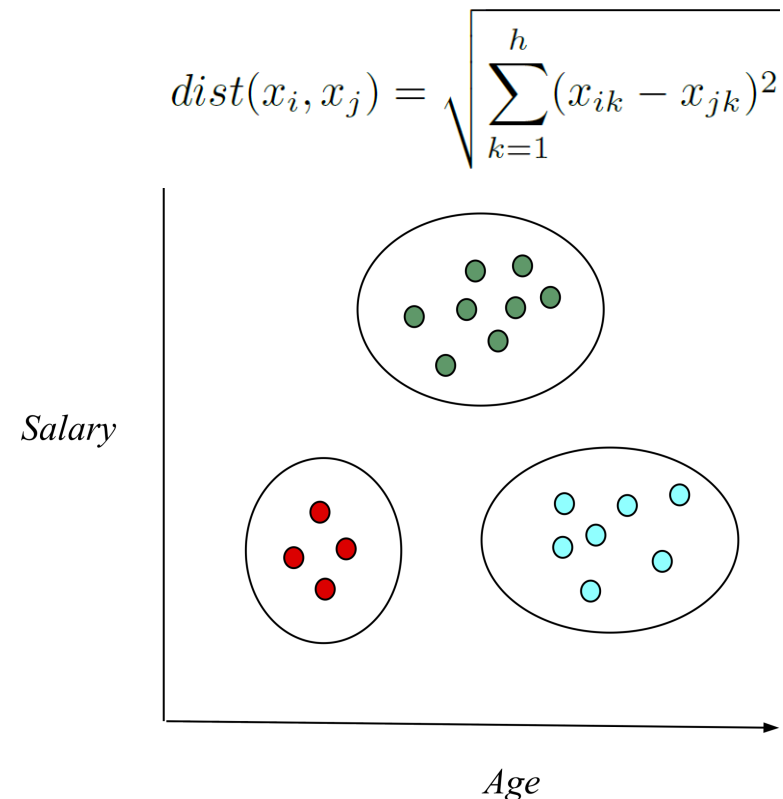 dist(x_i, x_j) = \sqrt{\sum_{k=1}^{h} (x_{ik} - x_{jk})^2}
Salary
Age